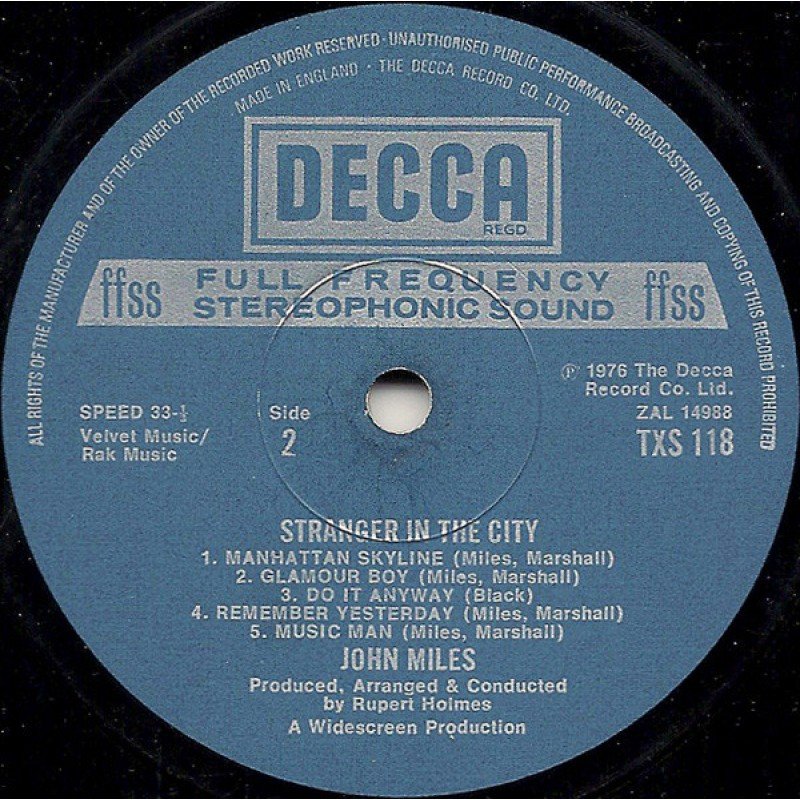 ALL RIGHTS OF THE MANUFACTURER AND OF THE OWNER OF THE RECORDED WORK RESERVED · UNAUTHORISED PUBLIC PERFORMANCE BROADCASTING AND COPYING OF THIS RECORD PROHIBITED
MADE IN ENGLAND · THE DECCA RECORD CO. LTD.
DECCA
REGD
ffss FULL FREQUENCY ffss
STEREOPHONIC SOUND
℗ 1976 The Decca
Record Co. Ltd.
SPEED 33-⅓ Side ZAL 14988
Velvet Music/ 2 TXS 118
Rak Music
STRANGER IN THE CITY
1. MANHATTAN SKYLINE (Miles, Marshall)
2. GLAMOUR BOY (Miles, Marshall)
3. DO IT ANYWAY (Black)
4. REMEMBER YESTERDAY (Miles, Marshall)
5. MUSIC MAN (Miles, Marshall)
JOHN MILES
Produced, Arranged & Conducted
by Rupert Holmes
A Widescreen Production